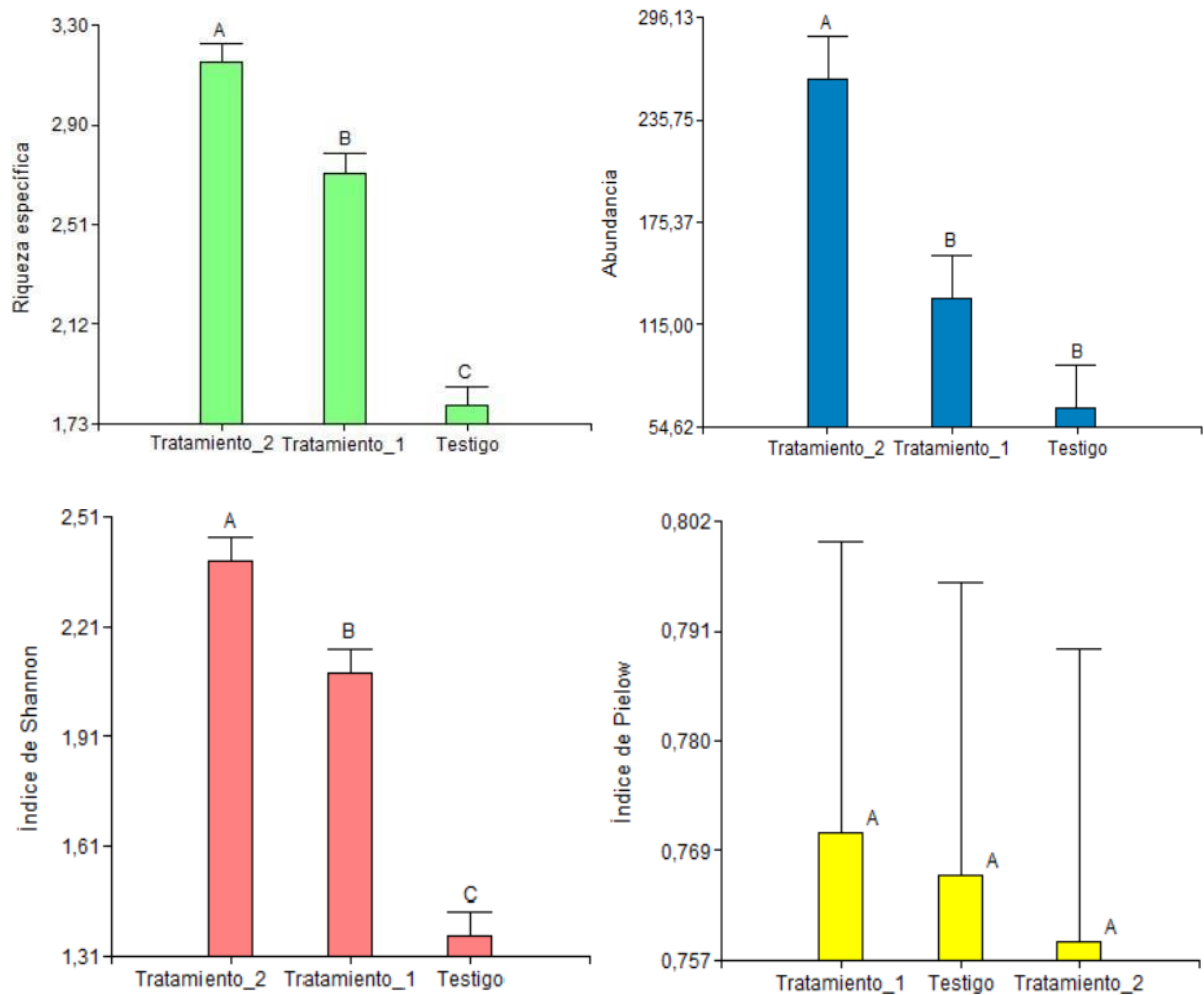 Riqueza específica
3,30
2,90
2,51
2,12
1,73
A
B
C
Tratamiento_2
Tratamiento_1
Testigo
Abundancia
296,13
235,75
175,37
115,00
54,62
A
B
B
Tratamiento_2
Tratamiento_1
Testigo
Índice de Shannon
2,51
2,21
1,91
1,61
1,31
A
B
C
Tratamiento_2
Tratamiento_1
Testigo
Índice de Pielow
0,802
0,791
0,780
0,769
0,757
A
A
A
Tratamiento_1
Testigo
Tratamiento_2